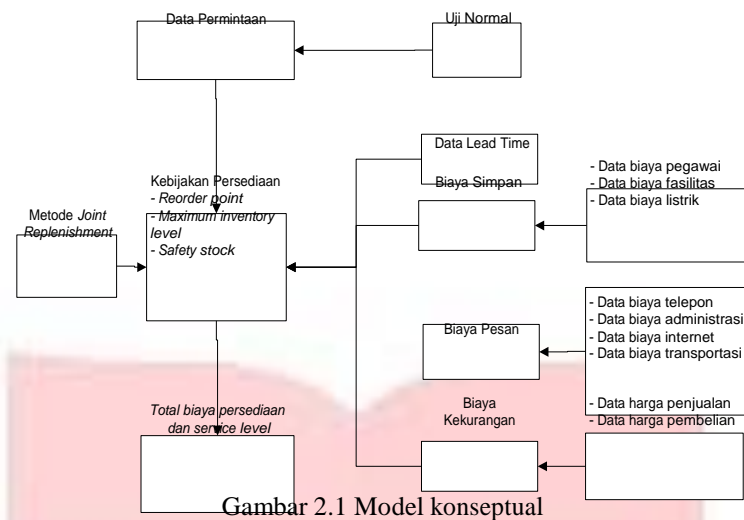 Data Permintaan
Uji Normal
Data Lead Time
Biaya Simpan
- Data biaya pegawai
- Data biaya fasilitas
- Data biaya listrik
Kebijakan Persediaan
- Reorder point
- Maximum inventory
level
- Safety stock
Metode Joint
Replenishment
Biaya Pesan
- Data biaya telepon
- Data biaya administrasi
- Data biaya internet
- Data biaya transportasi
Total biaya persediaan
dan service level
Biaya
Kekurangan
- Data harga penjualan
- Data harga pembelian
Gambar 2.1 Model konseptual